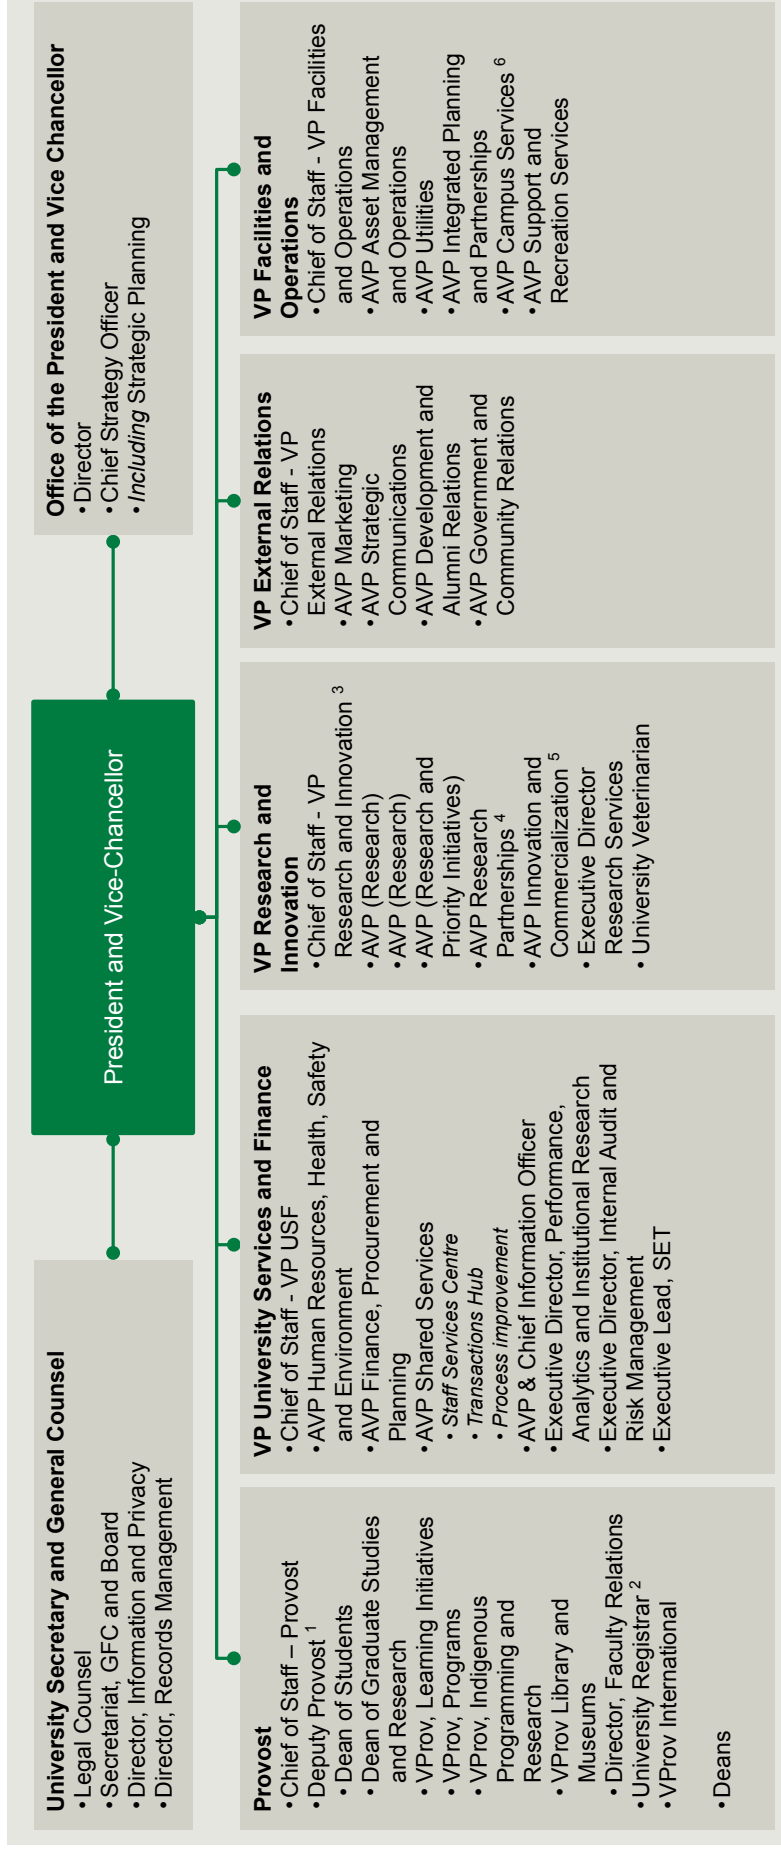 University Secretary and General Counsel
•Legal Counsel
•Secretariat, GFC and Board
•Director, Information and Privacy
•Director, Records Management
President and Vice-Chancellor
Office of the President and Vice Chancellor
•Director
•Chief Strategy Officer
•Including Strategic Planning
Provost
•Chief of Staff – Provost
•Deputy Provost 1
•Dean of Students
•Dean of Graduate Studies
and Research
•VProv, Learning Initiatives
•VProv, Programs
•VProv, Indigenous
Programming and
Research
•VProv Library and
Museums
•Director, Faculty Relations
•University Registrar 2
•VProv International
•Deans
VP University Services and Finance
•Chief of Staff - VP USF
•AVP Human Resources, Health, Safety
and Environment
•AVP Finance, Procurement and
Planning
•AVP Shared Services
•Staff Services Centre
•Transactions Hub
•Process improvement
•AVP & Chief Information Officer
•Executive Director, Performance,
Analytics and Institutional Research
•Executive Director, Internal Audit and
Risk Management
•Executive Lead, SET
VP Research and
Innovation
•Chief of Staff - VP
Research and Innovation 3
•AVP (Research)
•AVP (Research)
•AVP (Research and
Priority Initiatives)
•AVP Research
Partnerships 4
•AVP Innovation and
Commercialization 5
•Executive Director
Research Services
•University Veterinarian
VP External Relations
•Chief of Staff - VP
External Relations
•AVP Marketing
•AVP Strategic
Communications
•AVP Development and
Alumni Relations
•AVP Government and
Community Relations
VP Facilities and
Operations
•Chief of Staff - VP Facilities
and Operations
•AVP Asset Management
and Operations
•AVP Utilities
•AVP Integrated Planning
and Partnerships
•AVP Campus Services 6
•AVP Support and
Recreation Services